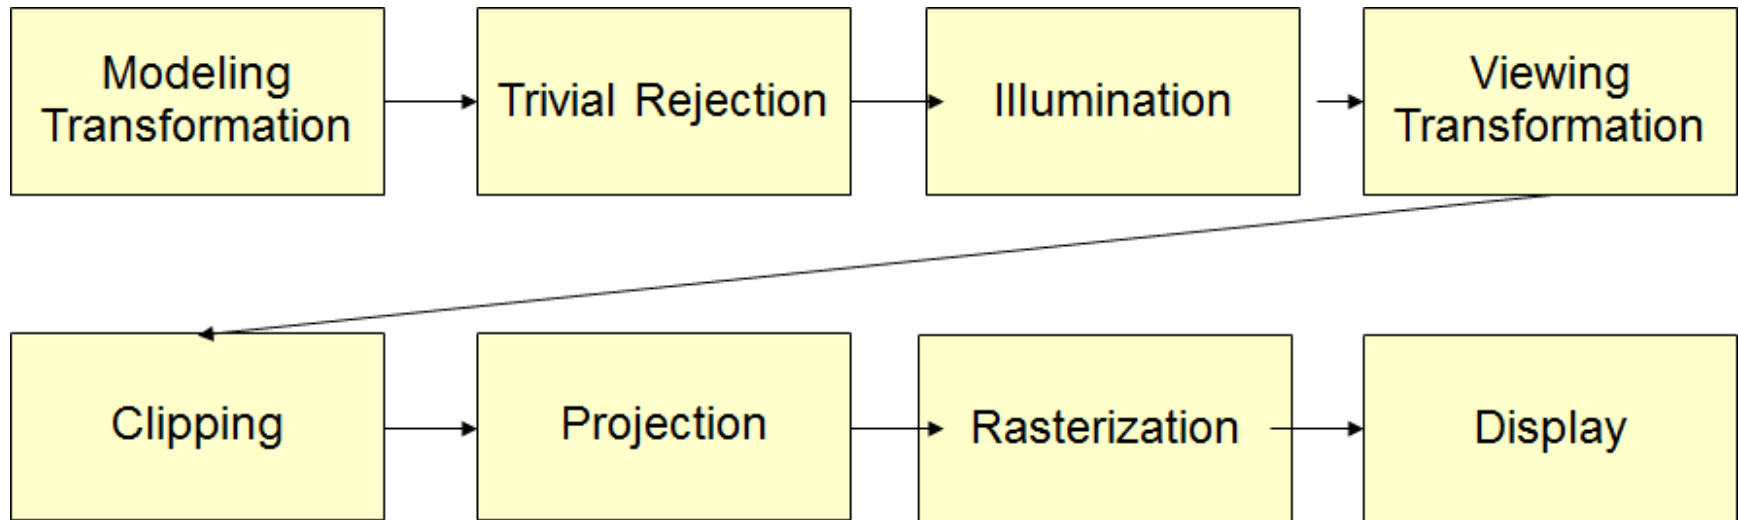 Modeling
Transformation
Trivial Rejection
Illumination
Viewing
Transformation
Clipping
Projection
Rasterization
Display